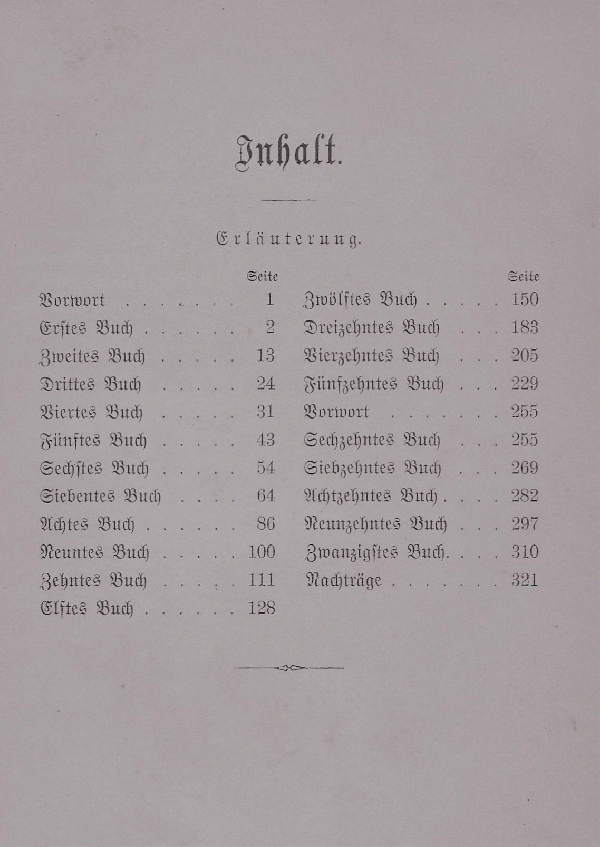 Inhalt.
Erläuterung.
Seite
Vorwort . . . . . . . 1
Erstes Buch . . . . . . 2
Zweites Buch . . . . . 13
Drittes Buch . . . . . 24
Viertes Buch . . . . . 31
Fünftes Buch . . . . . 43
Sechstes Buch . . . . . 54
Siebentes Buch . . . . 64
Achtes Buch . . . . . . 86
Neuntes Buch . . . . . 100
Zehntes Buch . . . . . 111
Elftes Buch . . . . . . 128
Seite
Zwölftes Buch . . . . . 150
Dreizehntes Buch . . . 183
Vierzehntes Buch . . . 205
Fünfzehntes Buch . . . 229
Vorwort . . . . . . . 255
Sechzehntes Buch . . . 255
Siebzehntes Buch . . . 269
Achtzehntes Buch . . . . 282
Neunzehntes Buch . . . 297
Zwanzigstes Buch. . . . 310
Nachträge . . . . . . . 321